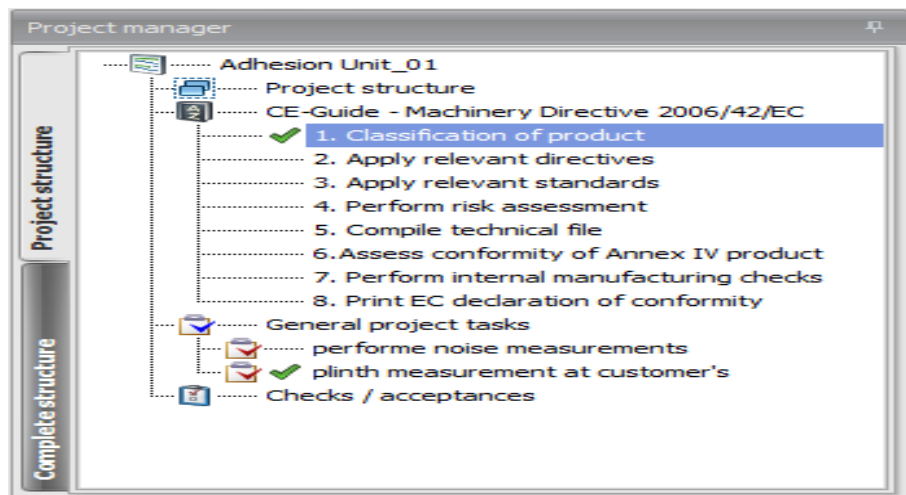 Project manager
Project structure
Complete structure
Adhesion Unit_01
Project structure
CE-Guide - Machinery Directive 2006/42/EC
1. Classification of product
2. Apply relevant directives
3. Apply relevant standards
4. Perform risk assessment
5. Compile technical file
6.Assess conformity of Annex IV product
7. Perform internal manufacturing checks
8. Print EC declaration of conformity
General project tasks
performe noise measurements
plinth measurement at customer's
Checks / acceptances